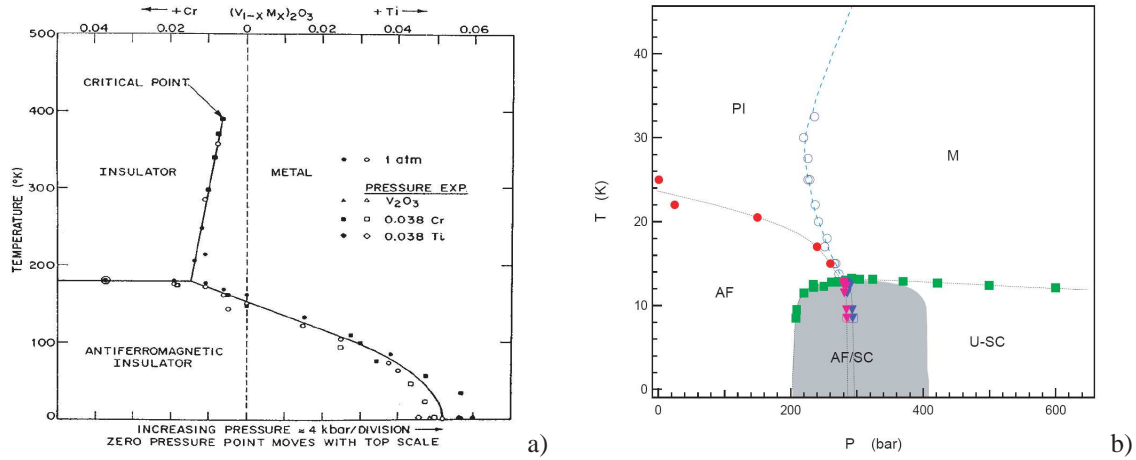 +Cr (V1-X MX)2O3 +Ti
0.04 0.02 0 0.02 0.04 0.06
500
400
300
200
100
0
TEMPERATURE (°K)
CRITICAL POINT
INSULATOR
METAL
1 atm
PRESSURE EXP.
V2O3
0.038 Cr
0.038 Ti
ANTIFERROMAGNETIC
INSULATOR
INCREASING PRESSURE ≈ 4 kbar/DIVISION
ZERO PRESSURE POINT MOVES WITH TOP SCALE
a)
40
30
20
10
0
T (K)
PI
M
AF
AF/SC
U-SC
0 200 400 600
P (bar)
b)